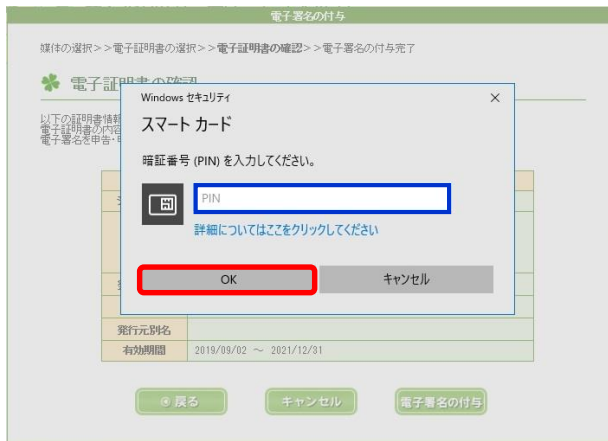 電子署名の付与
媒体の選択>>電子証明書の選択>>電子証明書の確認>>電子署名の付与完了
電子証明書の確認
以下の証明書情報
電子証明書の内容
電子署名を申告・申
Windows セキュリティ
スマート カード
暗証番号 (PIN) を入力してください。
PIN
詳細についてはここをクリックしてください
OK
キャンセル
発行元別名
有効期間 2019/09/02 ～ 2021/12/31
戻る
キャンセル
電子署名の付与